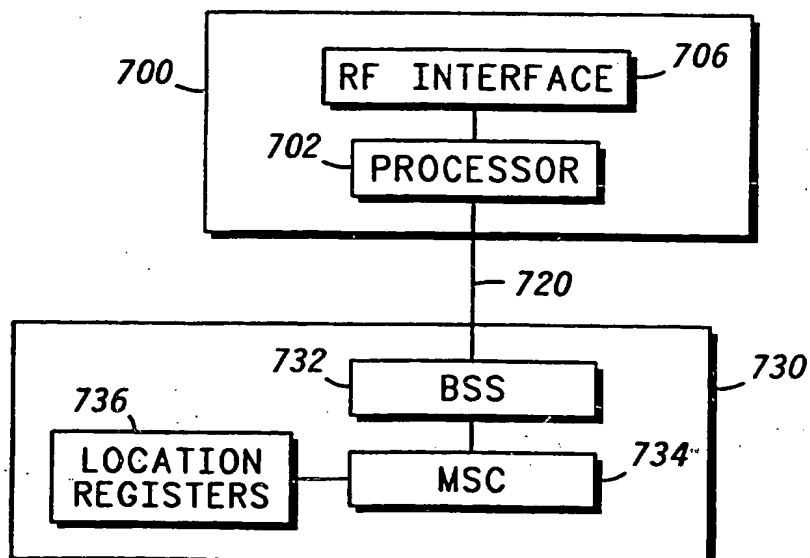 700
RF INTERFACE
706
702
PROCESSOR
720
732
BSS
730
736
LOCATION
REGISTERS
MSC
734